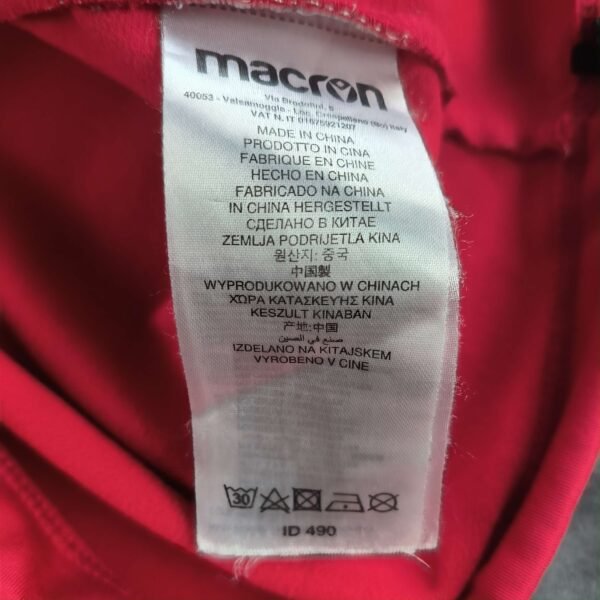 macron
Via Bredolini, 5
40053 - Valsamoggia - Loc. Crespellano (Bo) Italy
VAT N. IT 01675921207
MADE IN CHINA
PRODOTTO IN CINA
FABRIQUE EN CHINE
HECHO EN CHINA
FABRICADO NA CHINA
IN CHINA HERGESTELLT
СДЕЛАНО В КИТАЕ
ZEMLJA PODRIJETLA KINA
원산지: 중국
中国製
WYPRODUKOWANO W CHINACH
ΧΩΡΑ ΚΑΤΑΣΚΕΥΗΣ ΚΙΝΑ
KESZULT KINABAN
产地:中国
صنع في الصين
IZDELANO NA KITAJSKEM
VYROBENO V CINE
30
ID 490